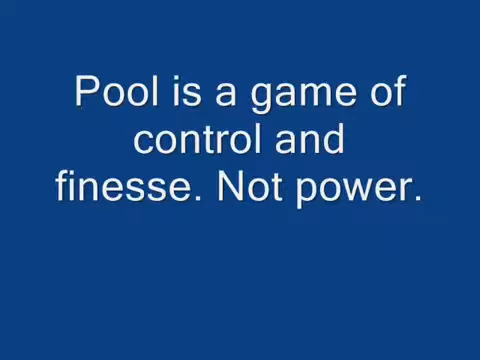 Pool is a game of
control and
finesse. Not power.